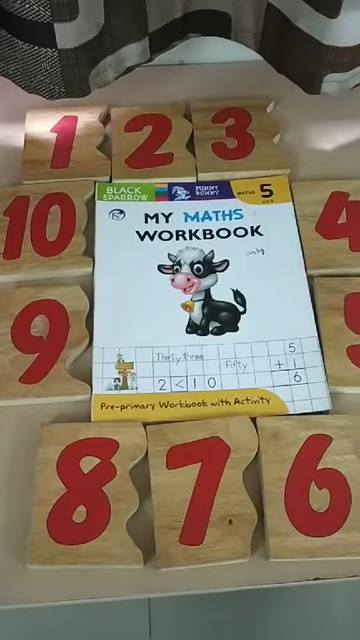 1 2 3
10
BLACK SPARROW
FUNNY BUNNY
MATHS 5
4
MY MATHS
WORKBOOK
9
5
Thirty three
Fifty
5
+ 1
6
2 < 10
Pre-primary Workbook with Activity
8 7 6